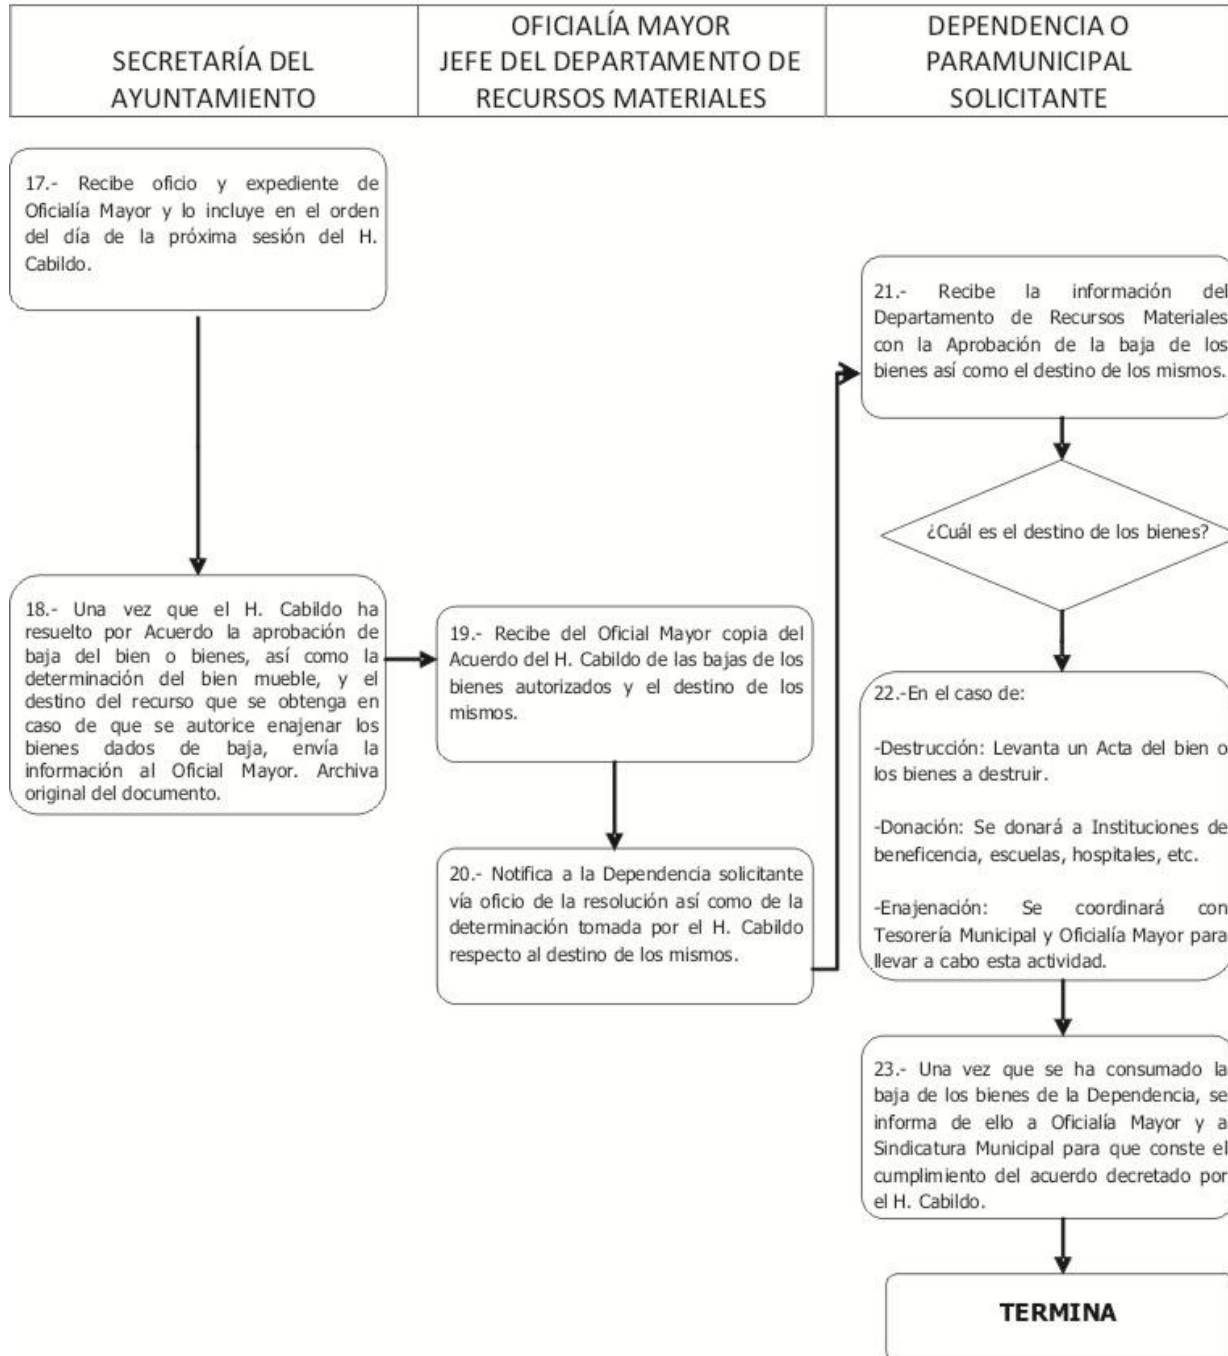 SECRETARÍA DEL
AYUNTAMIENTO
OFICIALÍA MAYOR
JEFE DEL DEPARTAMENTO DE
RECURSOS MATERIALES
DEPENDENCIA O
PARAMUNICIPAL
SOLICITANTE
17.- Recibe oficio y expediente de
Oficialía Mayor y lo incluye en el orden
del día de la próxima sesión del H.
Cabildo.
18.- Una vez que el H. Cabildo ha
resuelto por Acuerdo la aprobación de
baja del bien o bienes, así como la
determinación del bien mueble, y el
destino del recurso que se obtenga en
caso de que se autorice enajenar los
bienes dados de baja, envía la
información al Oficial Mayor. Archiva
original del documento.
19.- Recibe del Oficial Mayor copia del
Acuerdo del H. Cabildo de las bajas de los
bienes autorizados y el destino de los
mismos.
20.- Notifica a la Dependencia solicitante
vía oficio de la resolución así como de la
determinación tomada por el H. Cabildo
respecto al destino de los mismos.
21.- Recibe la información del
Departamento de Recursos Materiales
con la Aprobación de la baja de los
bienes así como el destino de los mismos.
¿Cuál es el destino de los bienes?
22.-En el caso de:
-Destrucción: Levanta un Acta del bien o
los bienes a destruir.
-Donación: Se donará a Instituciones de
beneficencia, escuelas, hospitales, etc.
-Enajenación: Se coordinará con
Tesorería Municipal y Oficialía Mayor para
llevar a cabo esta actividad.
23.- Una vez que se ha consumado la
baja de los bienes de la Dependencia, se
informa de ello a Oficialía Mayor y a
Sindicatura Municipal para que conste el
cumplimiento del acuerdo decretado por
el H. Cabildo.
TERMINA